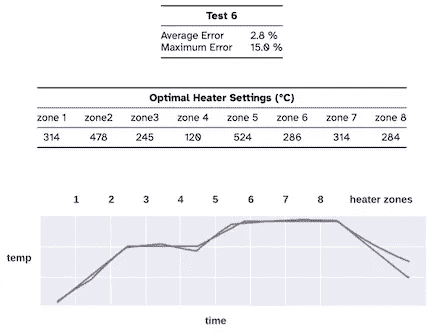 Test 6
Average Error 2.8 %
Maximum Error 15.0 %
Optimal Heater Settings (°C)
zone 1 zone2 zone3 zone 4 zone 5 zone 6 zone 7 zone 8
314 478 245 120 524 286 314 284
1 2 3 4 5 6 7 8 heater zones
temp
time